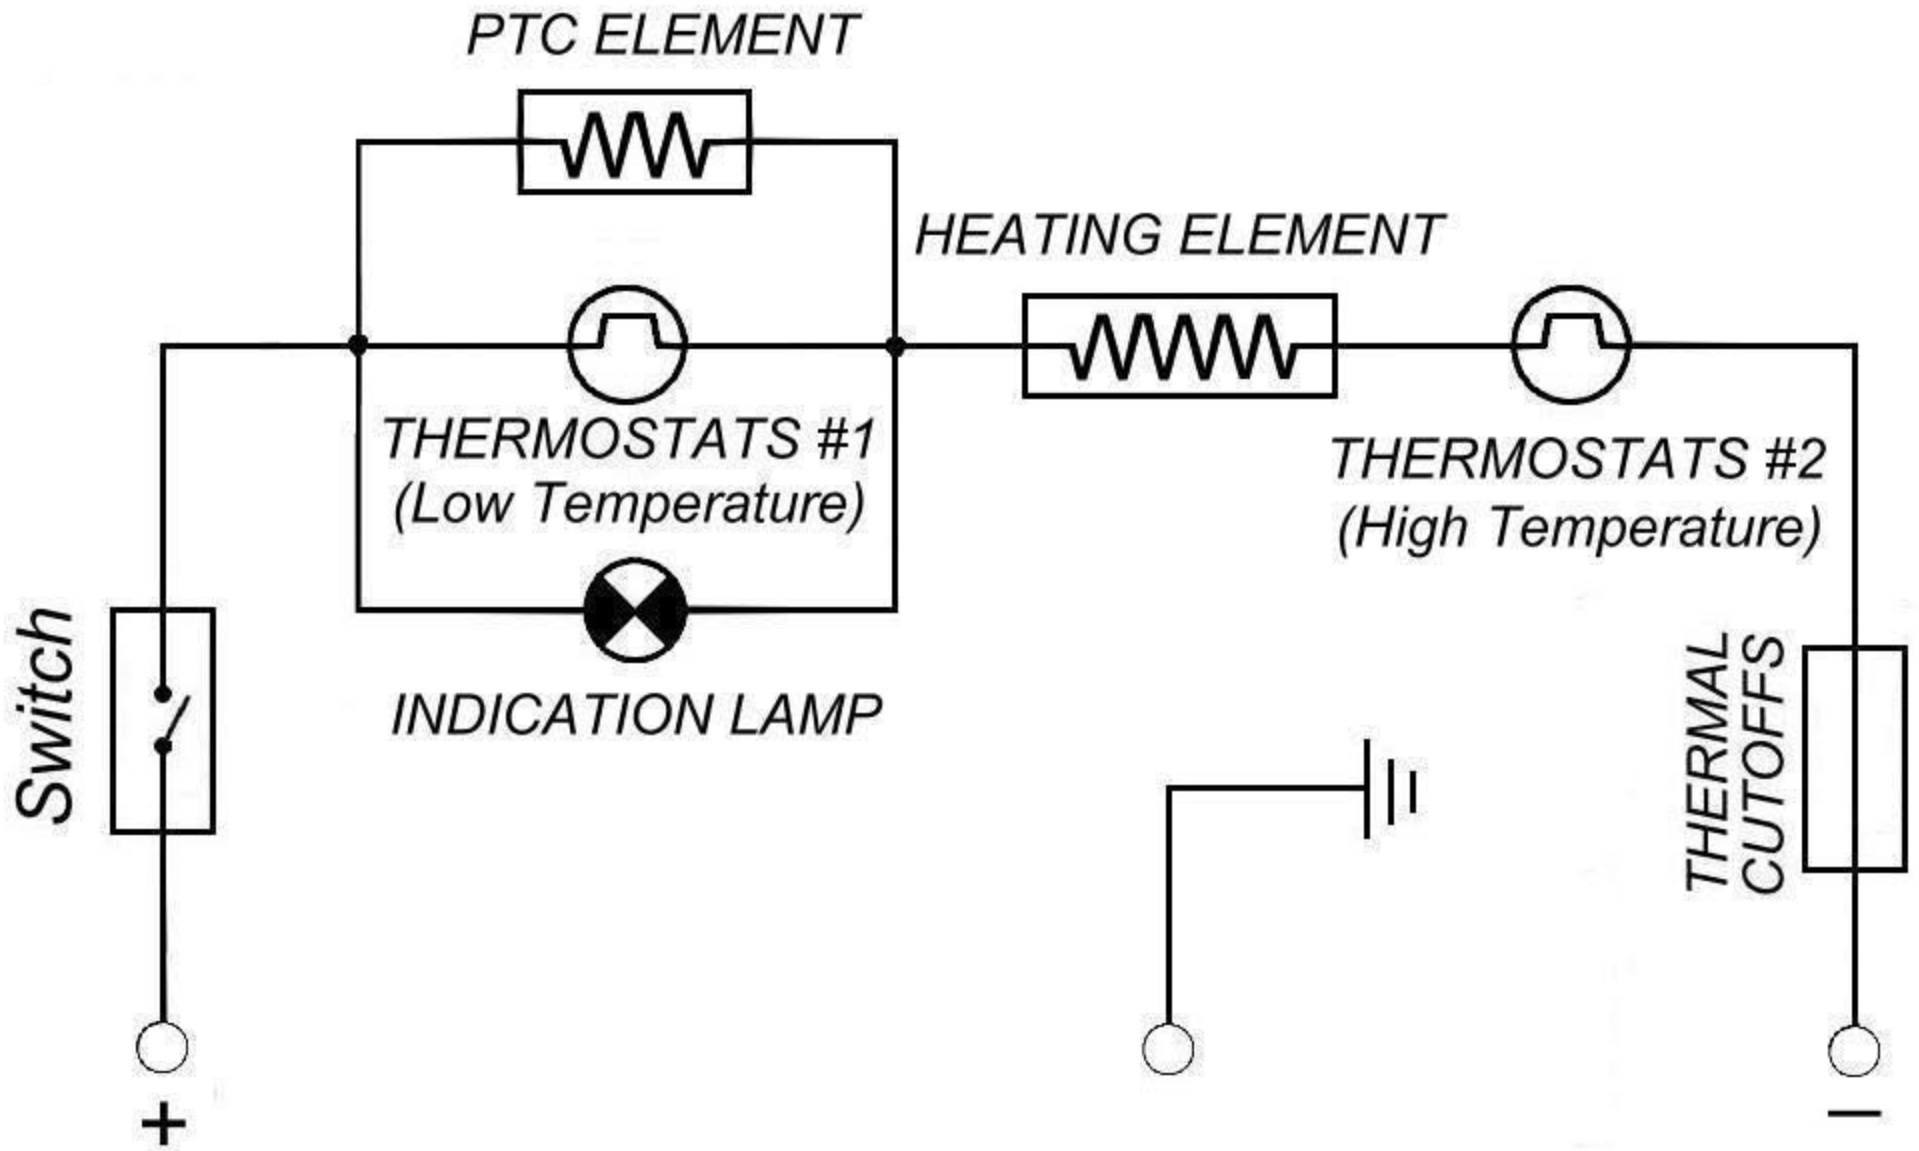 PTC ELEMENT
HEATING ELEMENT
THERMOSTATS #1
(Low Temperature)
THERMOSTATS #2
(High Temperature)
Switch
INDICATION LAMP
THERMAL
CUTOFFS
+
—